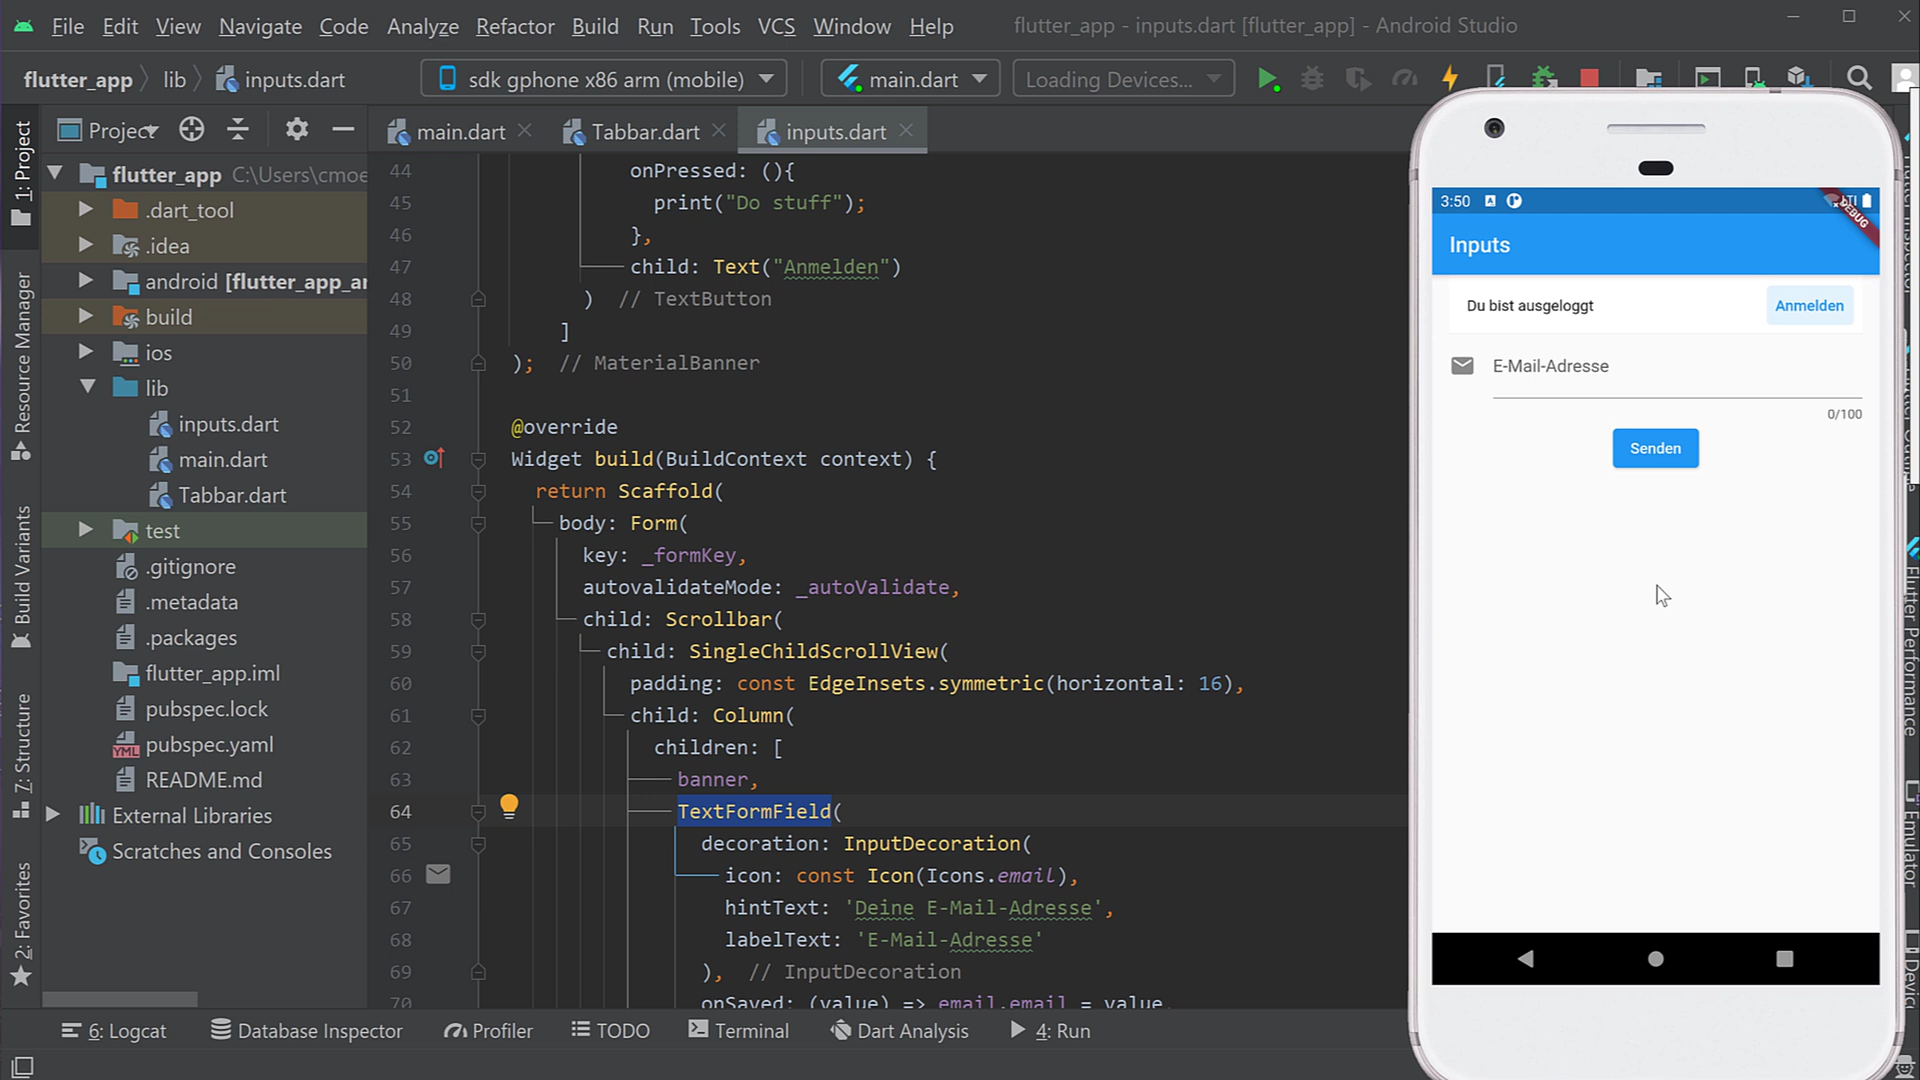 File Edit View Navigate Code Analyze Refactor Build Run Tools VCS Window Help flutter_app - inputs.dart [flutter_app] - Android Studio
flutter_app lib inputs.dart sdk gphone x86 arm (mobile) main.dart Loading Devices...
Project main.dart Tabbar.dart inputs.dart
1: Project
Resource Manager
Build Variants
Z: Structure
2: Favorites
flutter_app C:\Users\cmoe
.dart_tool
.idea
android [flutter_app_a
build
ios
lib
inputs.dart
main.dart
Tabbar.dart
test
.gitignore
.metadata
.packages
flutter_app.iml
pubspec.lock
pubspec.yaml
README.md
External Libraries
Scratches and Consoles
44 onPressed: (){
45 print("Do stuff");
46 },
47 child: Text("Anmelden")
48 ) // TextButton
49 ]
50 ); // MaterialBanner
51
52 @override
53 Widget build(BuildContext context) {
54 return Scaffold(
55 body: Form(
56 key: _formKey,
57 autovalidateMode: _autoValidate,
58 child: Scrollbar(
59 child: SingleChildScrollView(
60 padding: const EdgeInsets.symmetric(horizontal: 16),
61 child: Column(
62 children: [
63 banner,
64 TextFormField(
65 decoration: InputDecoration(
66 icon: const Icon(Icons.email),
67 hintText: 'Deine E-Mail-Adresse',
68 labelText: 'E-Mail-Adresse'
69 ), // InputDecoration
70 onSaved: (value) => email.email = value,
3:50
DEBUG
Inputs
Du bist ausgeloggt Anmelden
E-Mail-Adresse
0/100
Senden
Flutter Performance
Emulator
6: Logcat Database Inspector Profiler TODO Terminal Dart Analysis 4: Run